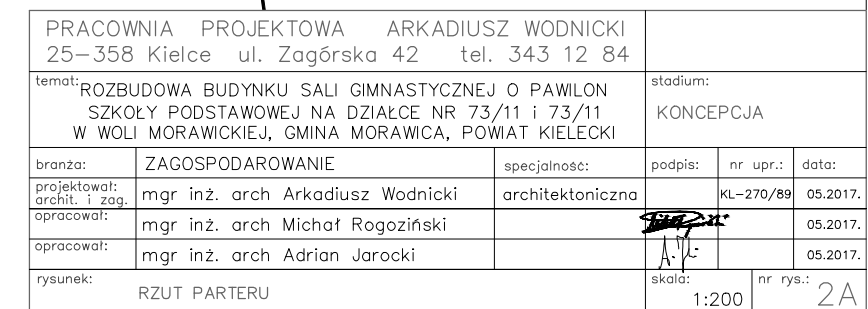 PRACOWNIA PROJEKTOWA ARKADIUSZ WODNICKI
25-358 Kielce ul. Zagórska 42 tel. 343 12 84
temat: ROZBUDOWA BUDYNKU SALI GIMNASTYCZNEJ O PAWILON
SZKOŁY PODSTAWOWEJ NA DZIAŁCE NR 73/11 i 73/11
W WOLI MORAWICKIEJ, GMINA MORAWICA, POWIAT KIELECKI
stadium:
KONCEPCJA
branża: ZAGOSPODAROWANIE specjalność: podpis: nr upr.: data:
projektował:
archit. i zag. mgr inż. arch Arkadiusz Wodnicki architektoniczna KL-270/89 05.2017.
opracował: mgr inż. arch Michał Rogoziński 05.2017.
opracował: mgr inż. arch Adrian Jarocki 05.2017.
rysunek: RZUT PARTERU
skala: 1:200
nr rys.: 2A